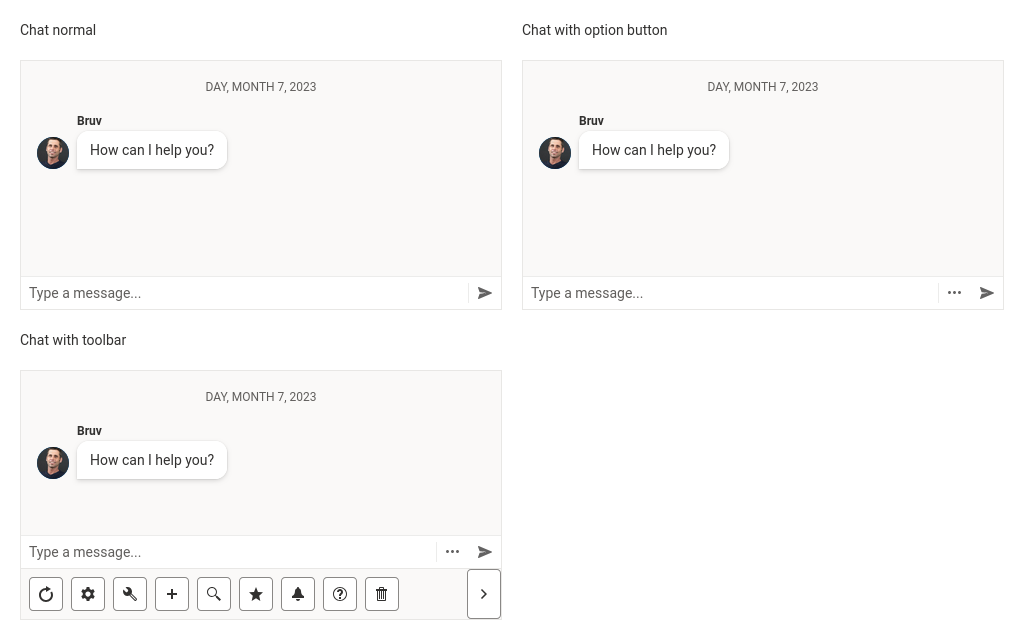 Chat normal
DAY, MONTH 7, 2023
Bruv
How can I help you?
Type a message...
Chat with option button
DAY, MONTH 7, 2023
Bruv
How can I help you?
Type a message...
Chat with toolbar
DAY, MONTH 7, 2023
Bruv
How can I help you?
Type a message...